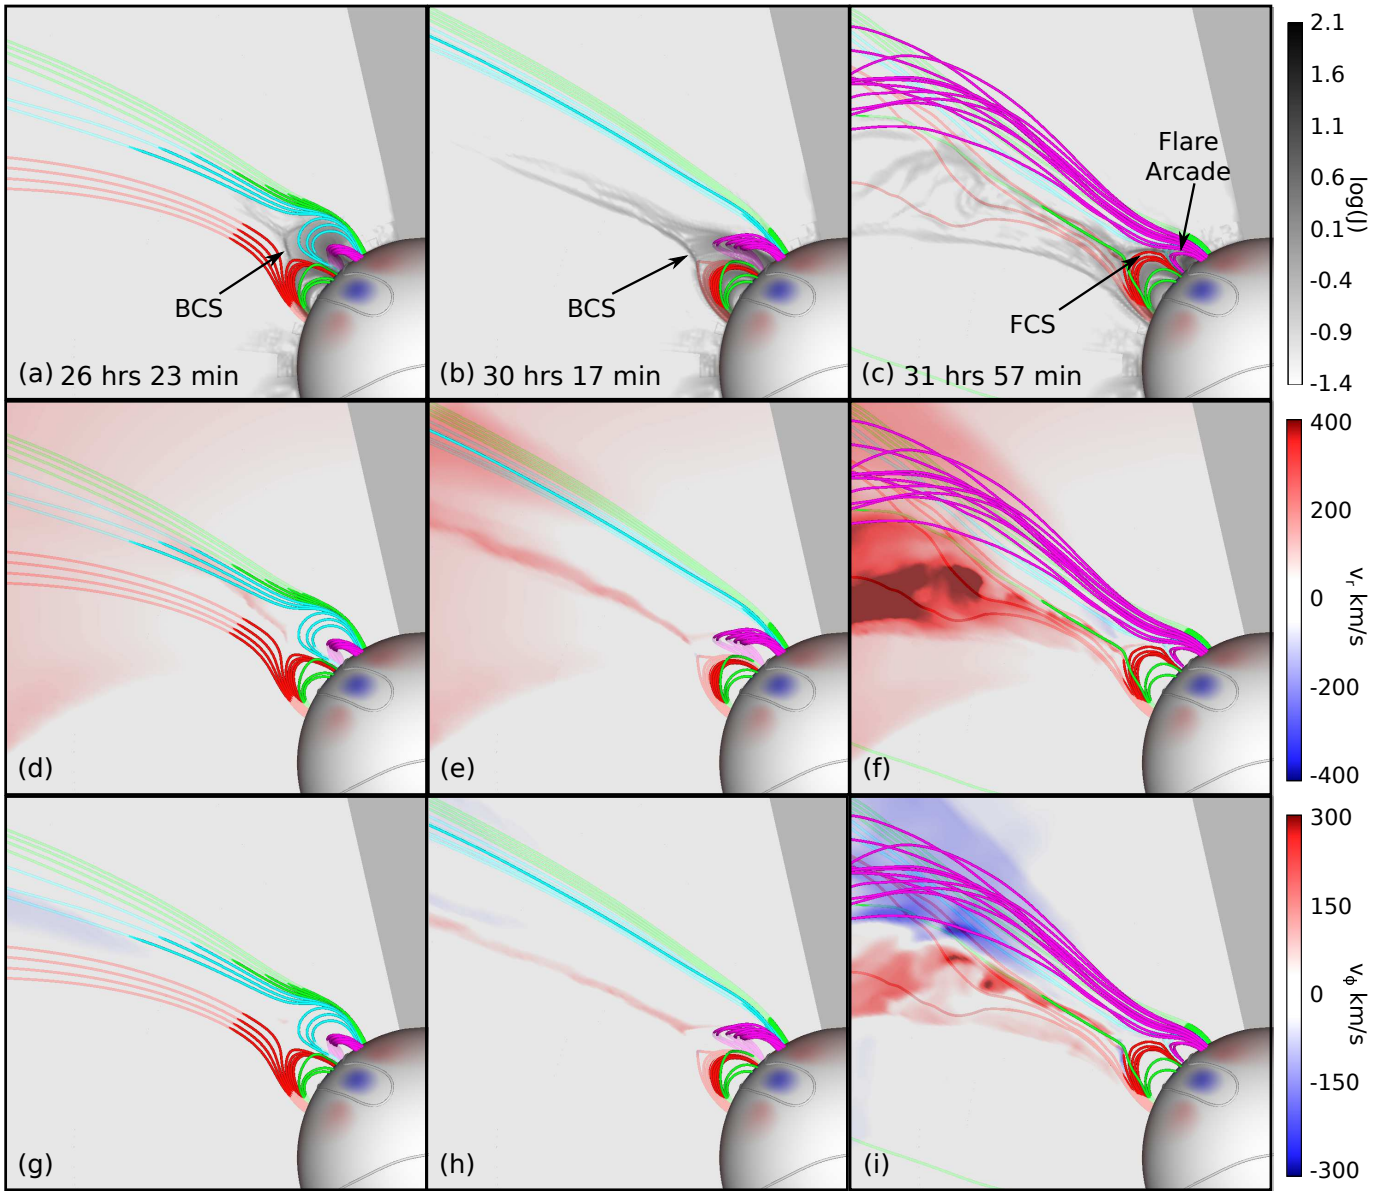 BCS
(a) 26 hrs 23 min
BCS
(b) 30 hrs 17 min
Flare
Arcade
FCS
(c) 31 hrs 57 min
2.1
1.6
1.1
0.6
0.1
-0.4
-0.9
-1.4
log(J)
(d)
(e)
(f)
400
200
0
-200
-400
v_r km/s
(g)
(h)
(i)
300
150
0
-150
-300
v_ϕ km/s